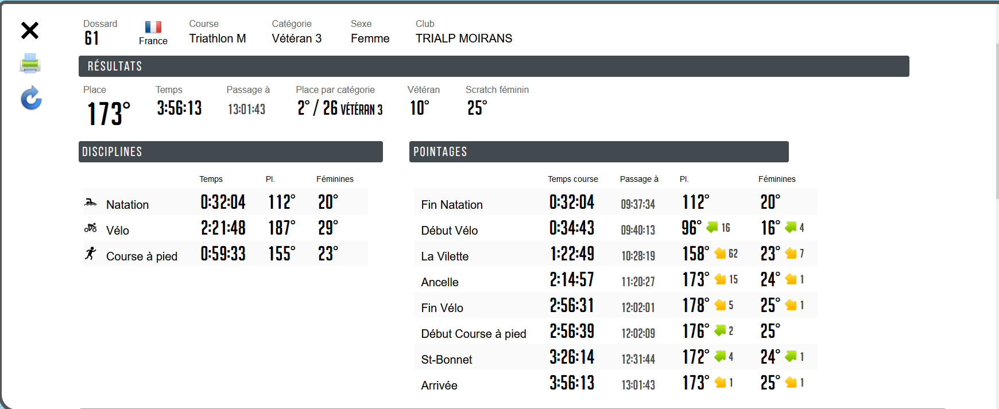 Dossard Course Catégorie Sexe Club
61 France Triathlon M Vétéran 3 Femme TRIALP MOIRANS
RÉSULTATS
Place Temps Passage à Place par catégorie Vétéran Scratch féminin
173° 3:56:13 13:01:43 2° / 26 VÉTÉRAN 3 10° 25°
DISCIPLINES
Temps Pl. Féminines
Natation 0:32:04 112° 20°
Vélo 2:21:48 187° 29°
Course à pied 0:59:33 155° 23°
POINTAGES
Temps course Passage à Pl. Féminines
Fin Natation 0:32:04 09:37:34 112° 20°
Début Vélo 0:34:43 09:40:13 96° 16 16° 4
La Vilette 1:22:49 10:28:19 158° 62 23° 7
Ancelle 2:14:57 11:20:27 173° 15 24° 1
Fin Vélo 2:56:31 12:02:01 178° 5 25° 1
Début Course à pied 2:56:39 12:02:09 176° 2 25°
St-Bonnet 3:26:14 12:31:44 172° 4 24° 1
Arrivée 3:56:13 13:01:43 173° 1 25° 1